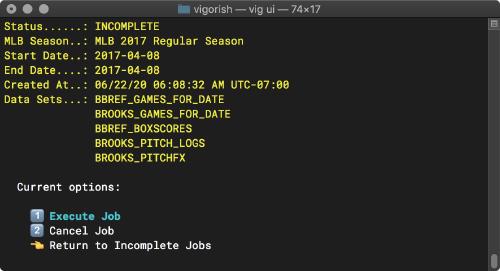 vigorish — vig ui — 74×17
Status......: INCOMPLETE
MLB Season..: MLB 2017 Regular Season
Start Date..: 2017-04-08
End Date....: 2017-04-08
Created At..: 06/22/20 06:08:32 AM UTC-07:00
Data Sets...: BBREF_GAMES_FOR_DATE
BROOKS_GAMES_FOR_DATE
BBREF_BOXSCORES
BROOKS_PITCH_LOGS
BROOKS_PITCHFX
Current options:
1 Execute Job
2 Cancel Job
Return to Incomplete Jobs